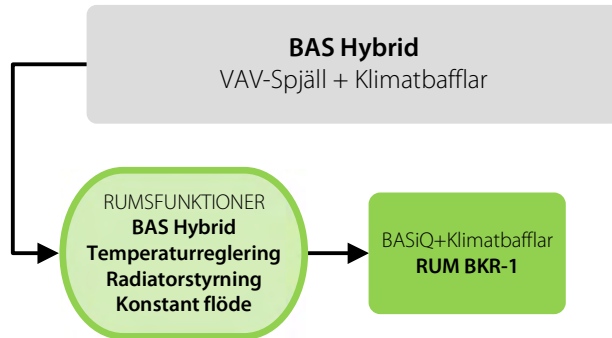 BAS Hybrid
VAV-Spjäll + Klimatbafflar
RUMSFUNKTIONER
BAS Hybrid
Temperaturreglering
Radiatorstyrning
Konstant flöde
BASiQ+Klimatbafflar
RUM BKR-1